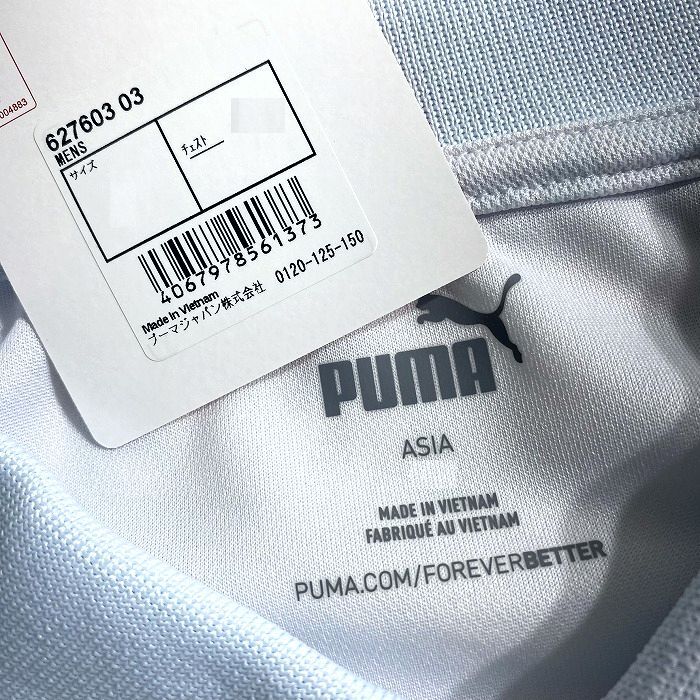 004883
627603 03
MENS
サイズ
チェスト
4067978561373
Made in Vietnam
プーマジャパン株式会社 0120-125-150
PUMA
ASIA
MADE IN VIETNAM
FABRIQUÉ AU VIETNAM
PUMA.COM/FOREVERBETTER